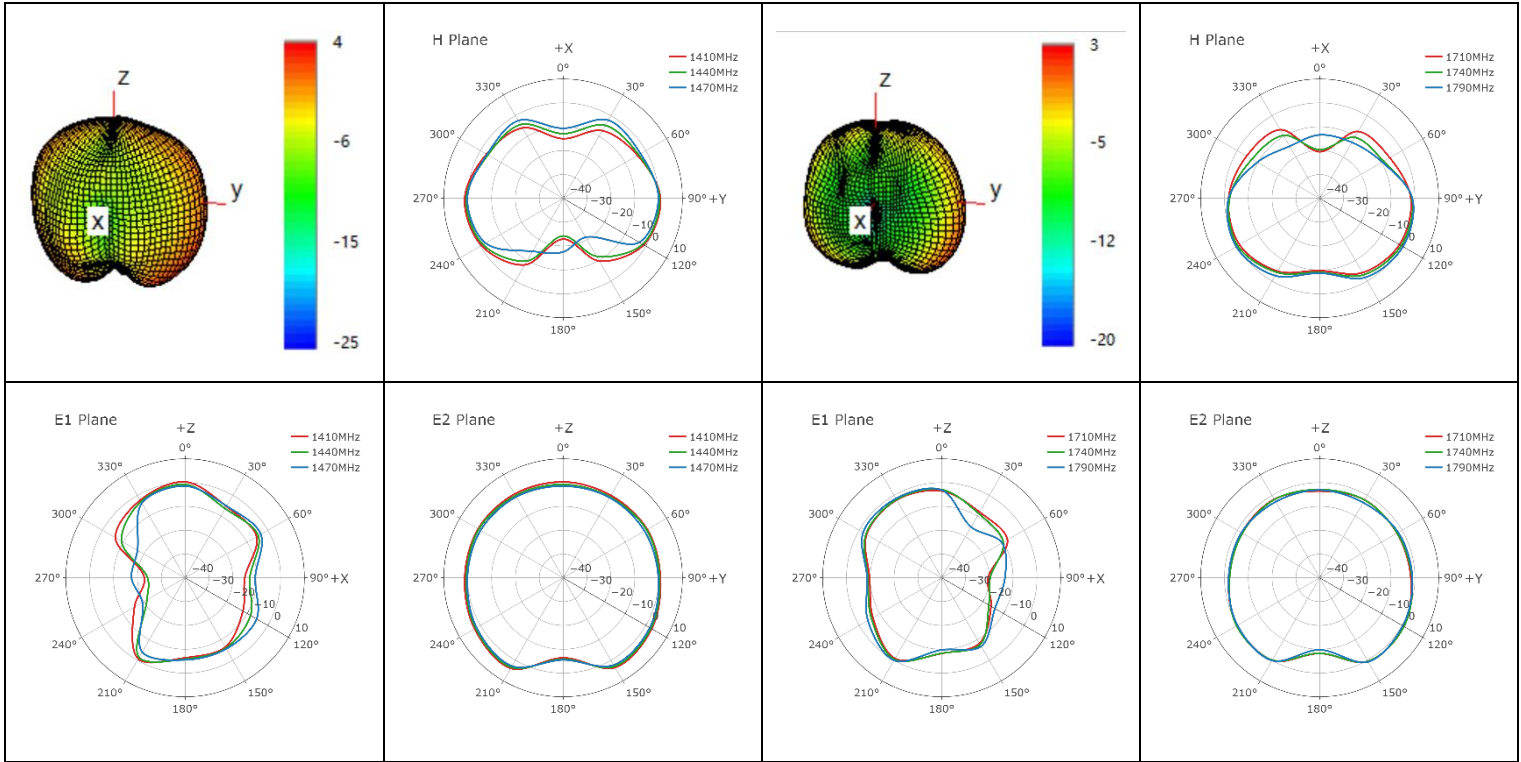 4
Z
-6
y
X
-15
-25
H Plane
+X
0°
1410MHz
1440MHz
1470MHz
330°
30°
300°
60°
270°
90° +Y
-40
-30
-20
-10
0
10
240°
120°
210°
150°
180°
3
Z
-5
y
X
-12
-20
H Plane
+X
0°
1710MHz
1740MHz
1790MHz
330°
30°
300°
60°
270°
90° +Y
-40
-30
-20
-10
0
10
240°
120°
210°
150°
180°
E1 Plane
+Z
0°
1410MHz
1440MHz
1470MHz
330°
30°
300°
60°
270°
90° +X
-40
-30
-20
-10
0
10
240°
120°
210°
150°
180°
E2 Plane
+Z
0°
1410MHz
1440MHz
1470MHz
330°
30°
300°
60°
270°
90° +Y
-40
-30
-20
-10
0
10
240°
120°
210°
150°
180°
E1 Plane
+Z
0°
1710MHz
1740MHz
1790MHz
330°
30°
300°
60°
270°
90° +X
-40
-30
-20
-10
0
10
240°
120°
210°
150°
180°
E2 Plane
+Z
0°
1710MHz
1740MHz
1790MHz
330°
30°
300°
60°
270°
90° +Y
-40
-30
-20
-10
0
10
240°
120°
210°
150°
180°